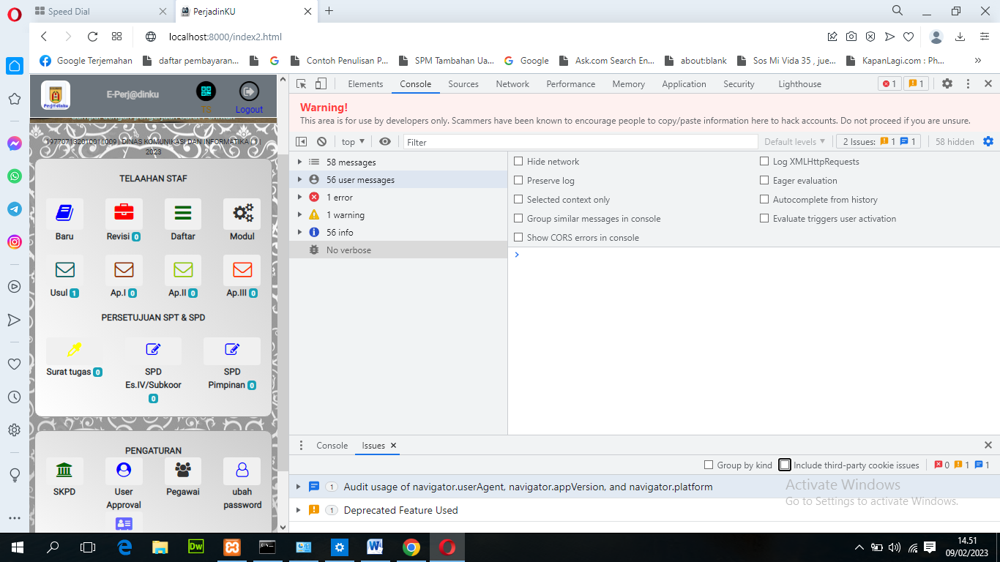 Speed Dial
PerjadinKU
localhost:8000/index2.html
Google Terjemahan
daftar pembayaran...
Contoh Penulisan P...
SPM Tambahan Ua...
Google
Ask.com Search En...
about:blank
Sos Mi Vida 35 , jue...
KapanLagi.com : Ph...
»
Perj@dinku
E-Perj@dinku
TTE
Logout
Sampai dengan pengerjaan Surat Perintah
| DINAS KOMUNIKASI DAN INFORMATIKA
2023
TELAAHAN STAF
Baru
Revisi 0
Daftar
Modul
Usul 1
Ap.I 0
Ap.II 0
Ap.III 0
PERSETUJUAN SPT & SPD
Surat tugas 0
SPD
Es.IV/Subkoor
0
SPD
Pimpinan 0
PENGATURAN
SKPD
User
Approval
Pegawai
ubah
password
Elements
Console
Sources
Network
Performance
Memory
Application
Security
Lighthouse
1
1
Warning!
This area is for use by developers only. Scammers have been known to encourage people to copy/paste information here to hack accounts. Do not proceed if you are unsure.
top
Filter
Default levels
2 Issues:
1
1
58 hidden
58 messages
56 user messages
1 error
1 warning
56 info
No verbose
Hide network
Preserve log
Selected context only
Group similar messages in console
Show CORS errors in console
Log XMLHttpRequests
Eager evaluation
Autocomplete from history
Evaluate triggers user activation
Console
Issues
Group by kind
Include third-party cookie issues
0
1
1
1
Audit usage of navigator.userAgent, navigator.appVersion, and navigator.platform
1
Deprecated Feature Used
Activate Windows
Go to Settings to activate Windows.
Dw
14.51
09/02/2023